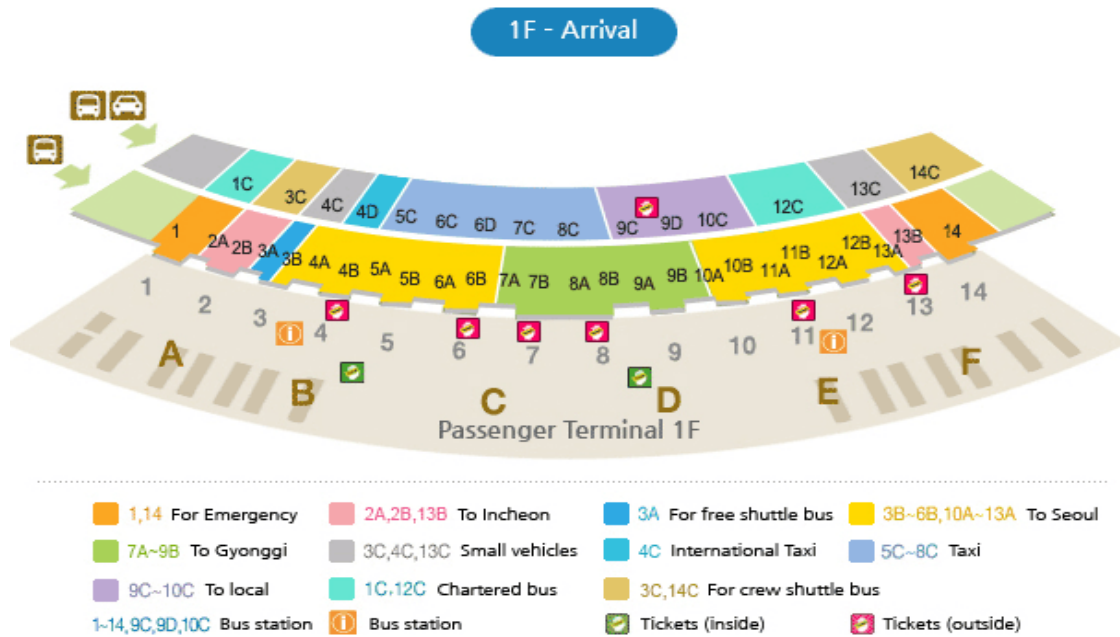 1F - Arrival
1C 3C 4C 4D 5C 6C 6D 7C 8C 9C 9D 10C 12C 13C 14C
1 2A 2B 3A 3B 4A 4B 5A 5B 6A 6B 7A 7B 8A 8B 9A 9B 10A 10B 11A 11B 12A 12B 13A 13B 14
1 2 3 4 5 6 7 8 9 10 11 12 13 14
A B C D E F
Passenger Terminal 1F
1,14 For Emergency
2A,2B,13B To Incheon
3A For free shuttle bus
3B~6B,10A~13A To Seoul
7A~9B To Gyonggi
3C,4C,13C Small vehicles
4C International Taxi
5C~8C Taxi
9C~10C To local
1C,12C Chartered bus
3C,14C For crew shuttle bus
1~14,9C,9D,10C Bus station
i Bus station
Tickets (inside)
Tickets (outside)